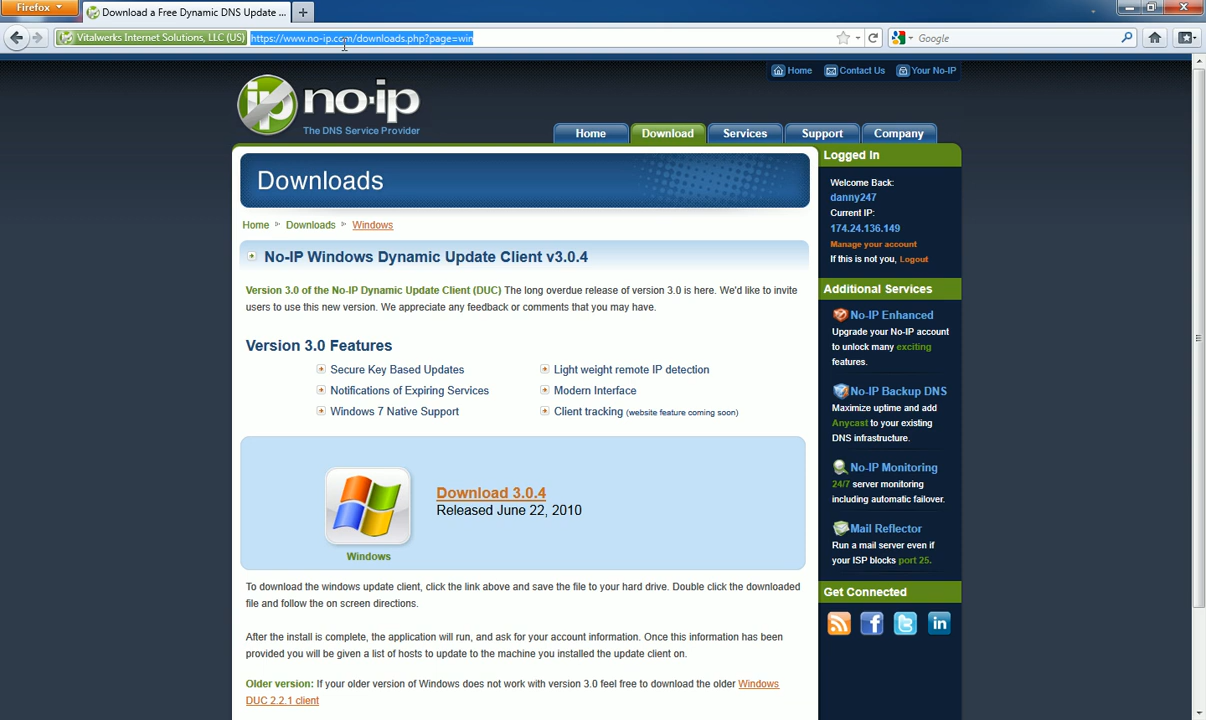 Firefox
Download a Free Dynamic DNS Update ...
Vitalwerks Internet Solutions, LLC (US)
https://www.no-ip.com/downloads.php?page=win
Google
Home
Contact Us
Your No-IP
ip no-ip
The DNS Service Provider
Home
Download
Services
Support
Company
Downloads
Home
Downloads
Windows
No-IP Windows Dynamic Update Client v3.0.4
Version 3.0 of the No-IP Dynamic Update Client (DUC) The long overdue release of version 3.0 is here. We'd like to invite
users to use this new version. We appreciate any feedback or comments that you may have.
Version 3.0 Features
Secure Key Based Updates
Light weight remote IP detection
Notifications of Expiring Services
Modern Interface
Windows 7 Native Support
Client tracking (website feature coming soon)
Download 3.0.4
Released June 22, 2010
Windows
To download the windows update client, click the link above and save the file to your hard drive. Double click the downloaded
file and follow the on screen directions.
After the install is complete, the application will run, and ask for your account information. Once this information has been
provided you will be given a list of hosts to update to the machine you installed the update client on.
Older version: If your older version of Windows does not work with version 3.0 feel free to download the older Windows
DUC 2.2.1 client
Logged In
Welcome Back:
danny247
Current IP:
174.24.136.149
Manage your account
If this is not you, Logout
Additional Services
No-IP Enhanced
Upgrade your No-IP account
to unlock many exciting
features.
No-IP Backup DNS
Maximize uptime and add
Anycast to your existing
DNS infrastructure.
No-IP Monitoring
24/7 server monitoring
including automatic failover.
Mail Reflector
Run a mail server even if
your ISP blocks port 25.
Get Connected